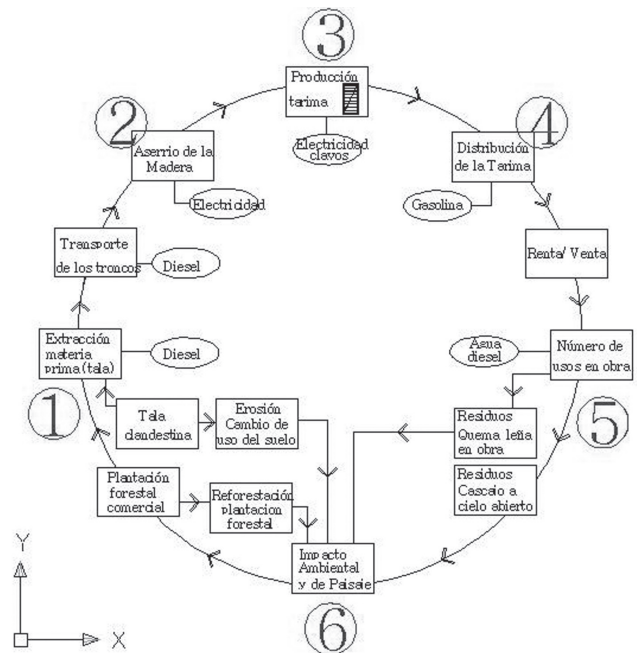 3
Producción
tarima
Electricidad
clavos
2
Aserrio de la
Madera
Electricidad
4
Distribución
de la Tarima
Gasolina
Transporte
de los troncos
Diesel
Renta/ Venta
Extracción
materia
prima (tala)
Diesel
1
Agua
diesel
Número de
usos en obra
5
Tala
clandestina
Erosión
Cambio de
uso del suelo
Residuos
Quema leña
en obra
Plantación
forestal
comercial
Reforestación
plantacion
forestal
Residuos
Cascajo a
cielo abierto
Impacto
Ambiental
y de Paisaje
6
Y
X